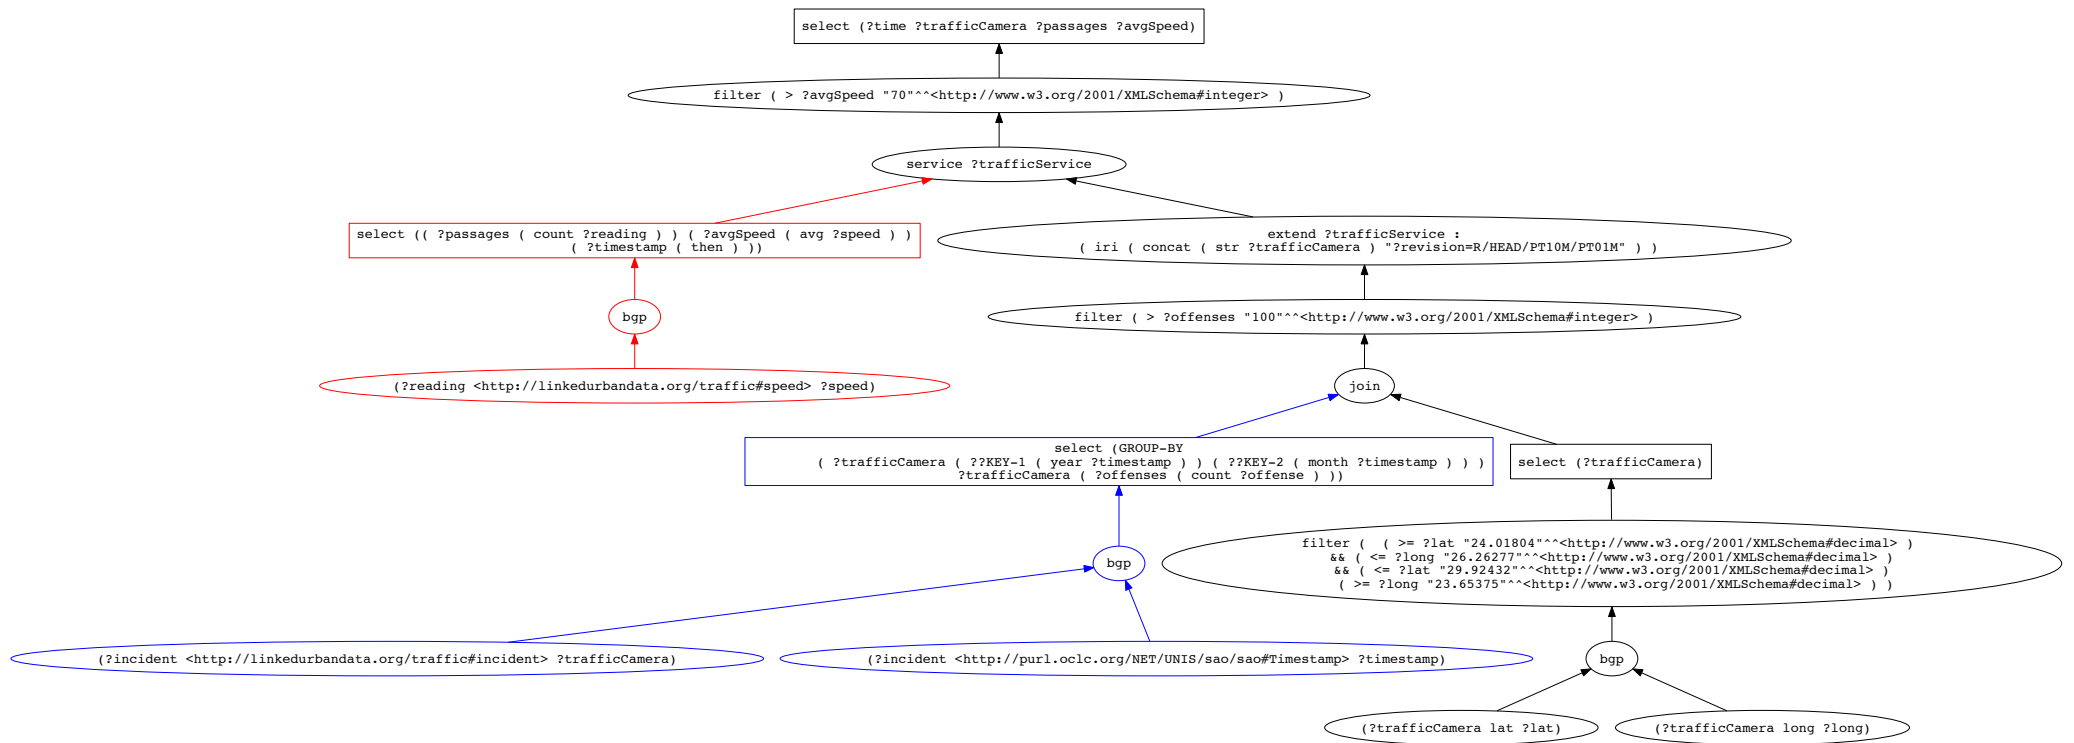 select (?time ?trafficCamera ?passages ?avgSpeed)
filter ( > ?avgSpeed "70"^^<http://www.w3.org/2001/XMLSchema#integer> )
service ?trafficService
select (( ?passages ( count ?reading ) ) ( ?avgSpeed ( avg ?speed ) )
( ?timestamp ( then ) ))
extend ?trafficService :
( iri ( concat ( str ?trafficCamera ) "?revision=R/HEAD/PT10M/PT01M" ) )
bgp
filter ( > ?offenses "100"^^<http://www.w3.org/2001/XMLSchema#integer> )
(?reading <http://linkedurbandata.org/traffic#speed> ?speed)
join
select (GROUP-BY
( ?trafficCamera ( ??KEY-1 ( year ?timestamp ) ) ( ??KEY-2 ( month ?timestamp ) ) )
?trafficCamera ( ?offenses ( count ?offense ) ))
select (?trafficCamera)
bgp
filter (  ( >= ?lat "24.01804"^^<http://www.w3.org/2001/XMLSchema#decimal> )
&& ( <= ?long "26.26277"^^<http://www.w3.org/2001/XMLSchema#decimal> )
&& ( <= ?lat "29.92432"^^<http://www.w3.org/2001/XMLSchema#decimal> )
( >= ?long "23.65375"^^<http://www.w3.org/2001/XMLSchema#decimal> ) )
(?incident <http://linkedurbandata.org/traffic#incident> ?trafficCamera)
(?incident <http://purl.oclc.org/NET/UNIS/sao/sao#Timestamp> ?timestamp)
bgp
(?trafficCamera lat ?lat)
(?trafficCamera long ?long)